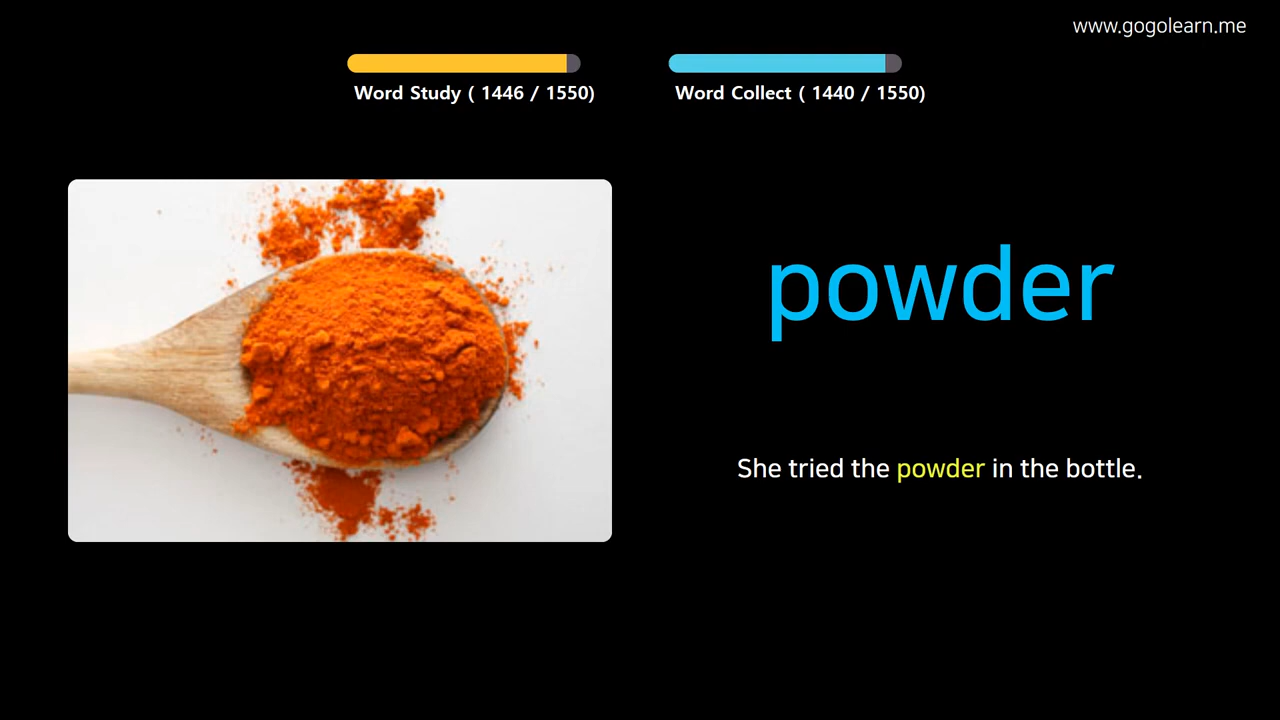 www.gogolearn.me
Word Study ( 1446 / 1550)
Word Collect ( 1440 / 1550)
powder
She tried the powder in the bottle.